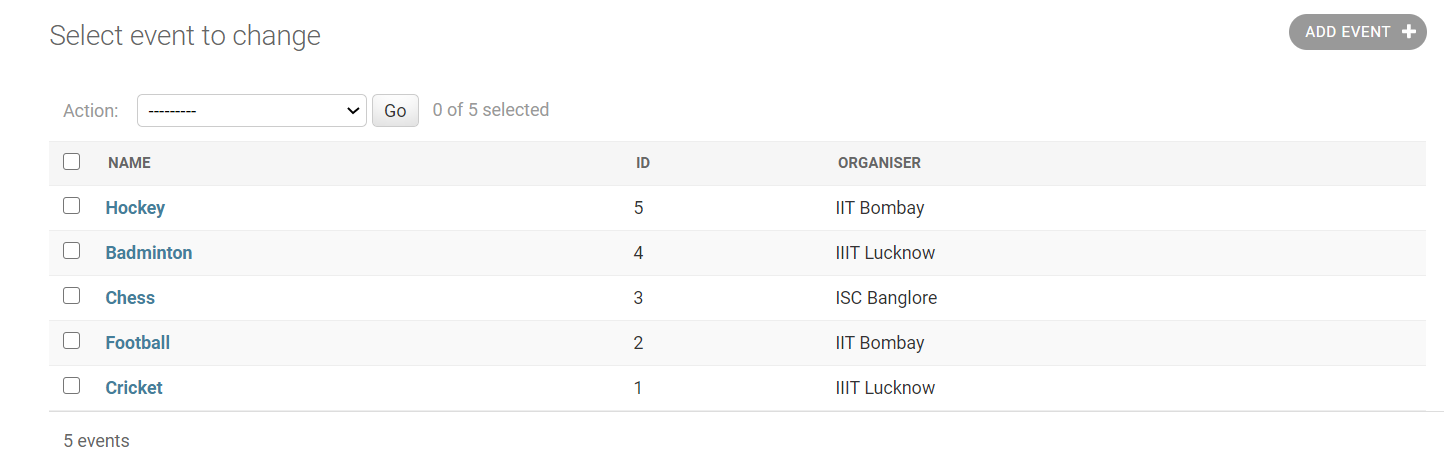 Select event to change
ADD EVENT +
Action: --------- Go 0 of 5 selected
NAME ID ORGANISER
Hockey 5 IIT Bombay
Badminton 4 IIIT Lucknow
Chess 3 ISC Banglore
Football 2 IIT Bombay
Cricket 1 IIIT Lucknow
5 events